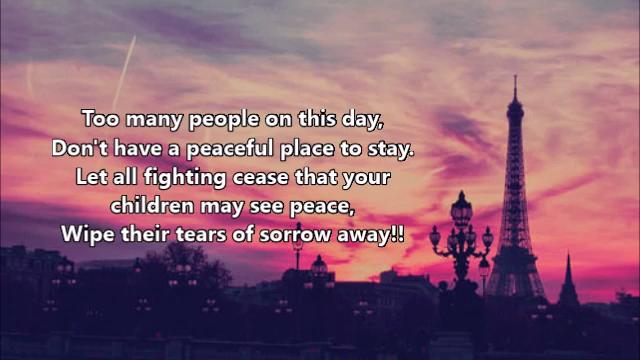 Too many people on this day,
Don't have a peaceful place to stay.
Let all fighting cease that your
children may see peace,
Wipe their tears of sorrow away!!